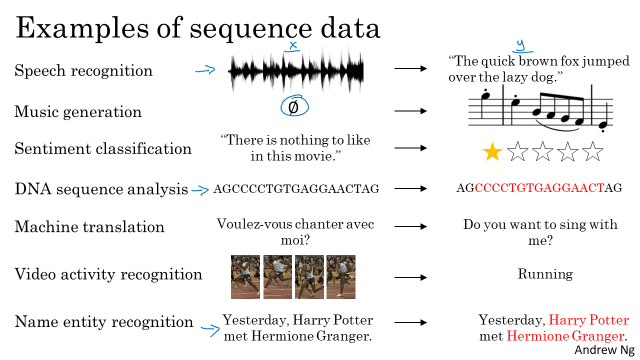 Examples of sequence data
x
y
Speech recognition
“The quick brown fox jumped
over the lazy dog.”
Music generation
∅
Sentiment classification
“There is nothing to like
in this movie.”
DNA sequence analysis
AGCCCCTGTGAGGAACTAG
AGCCCCTGTGAGGAACTAG
Machine translation
Voulez-vous chanter avec
moi?
Do you want to sing with
me?
Video activity recognition
Running
Name entity recognition
Yesterday, Harry Potter
met Hermione Granger.
Yesterday, Harry Potter
met Hermione Granger.
Andrew Ng